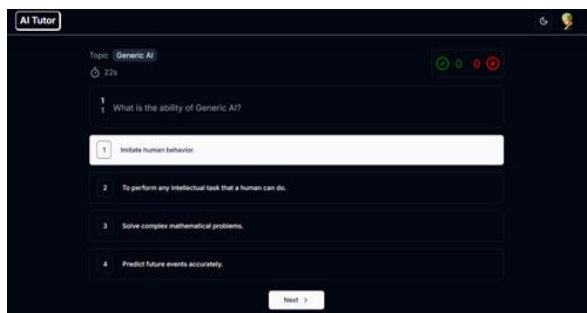 AI Tutor
Topic Generic AI
0 0
22s
1
1
What is the ability of Generic AI?
1 Imitate human behavior.
2 To perform any intellectual task that a human can do.
3 Solve complex mathematical problems.
4 Predict future events accurately.
Next >